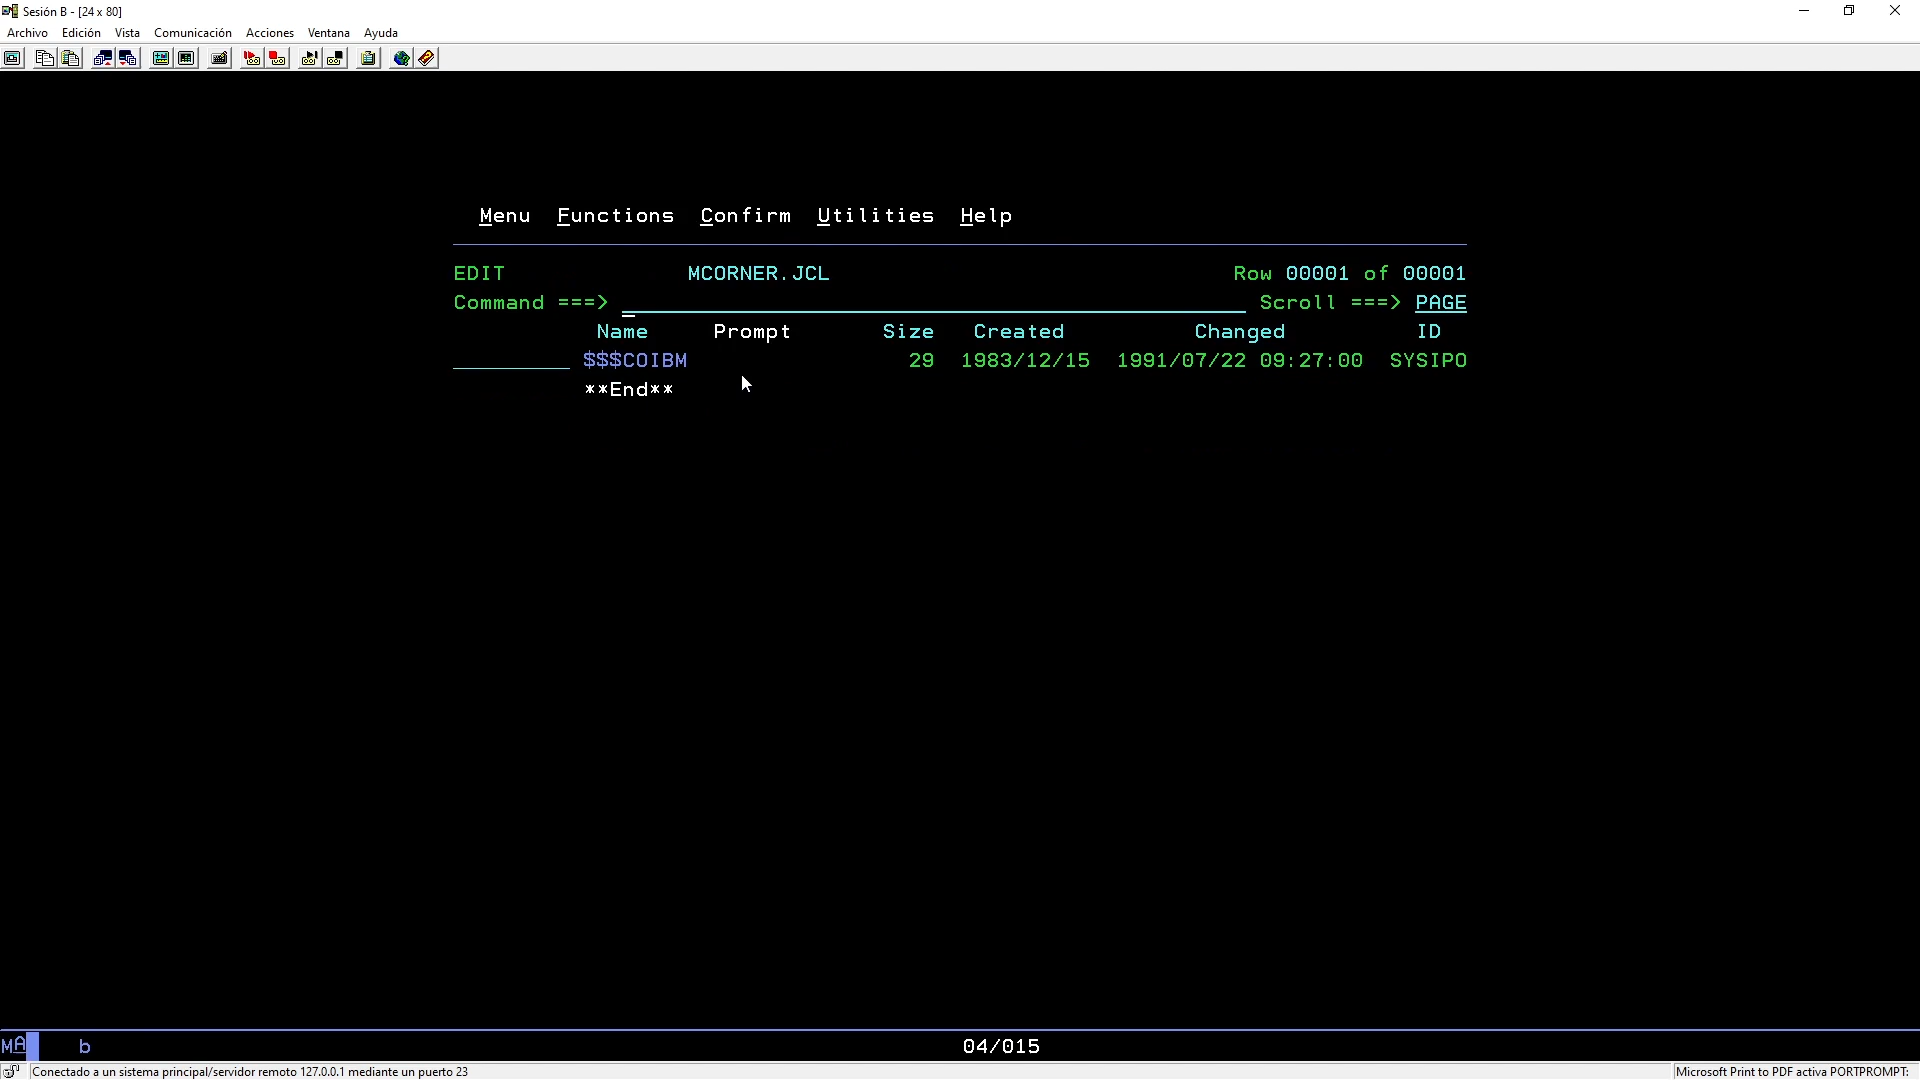 Sesión B - [24 x 80]
Archivo Edición Vista Comunicación Acciones Ventana Ayuda
Menu Functions Confirm Utilities Help
EDIT MCORNER.JCL Row 00001 of 00001
Command ===> Scroll ===> PAGE
Name Prompt Size Created Changed ID
$$$COIBM 29 1983/12/15 1991/07/22 09:27:00 SYSIPO
**End**
MA b 04/015
Conectado a un sistema principal/servidor remoto 127.0.0.1 mediante un puerto 23 Microsoft Print to PDF activa PORTPROMPT: